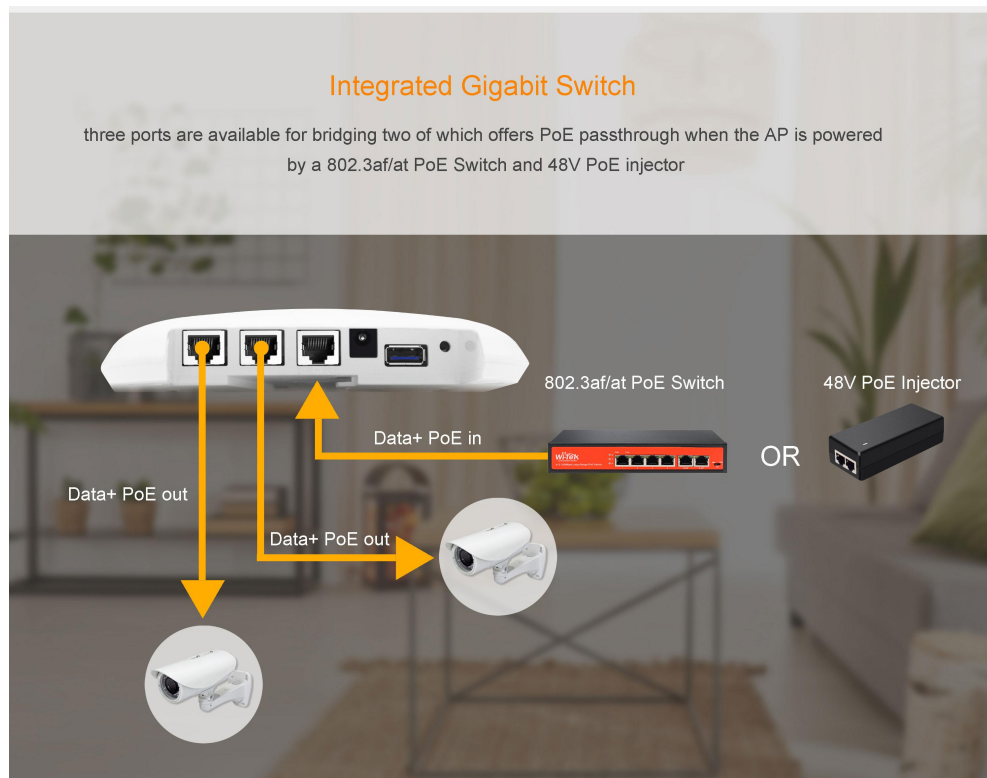 Integrated Gigabit Switch
three ports are available for bridging two of which offers PoE passthrough when the AP is powered
by a 802.3af/at PoE Switch and 48V PoE injector
802.3af/at PoE Switch
48V PoE Injector
Data+ PoE in
Wi-Tek
OR
Data+ PoE out
Data+ PoE out